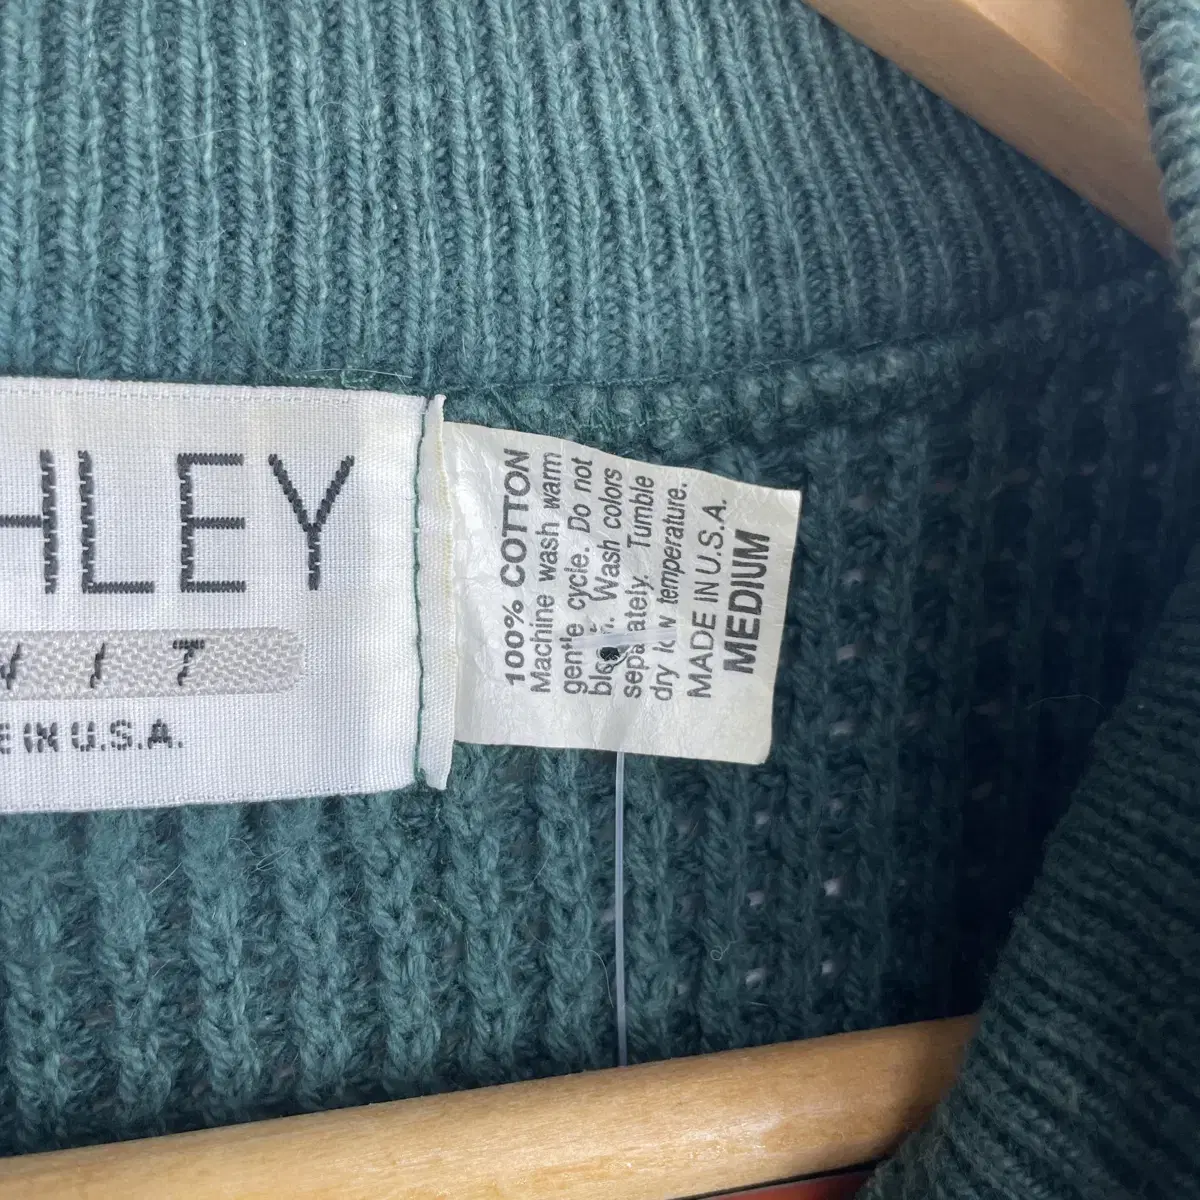 HLEY
IT
E IN U.S.A.
100% COTTON
Machine wash warm
gentle cycle. Do not
Wash colors
separately. Tumble
dry low temperature.
MADE IN U.S.A.
MEDIUM